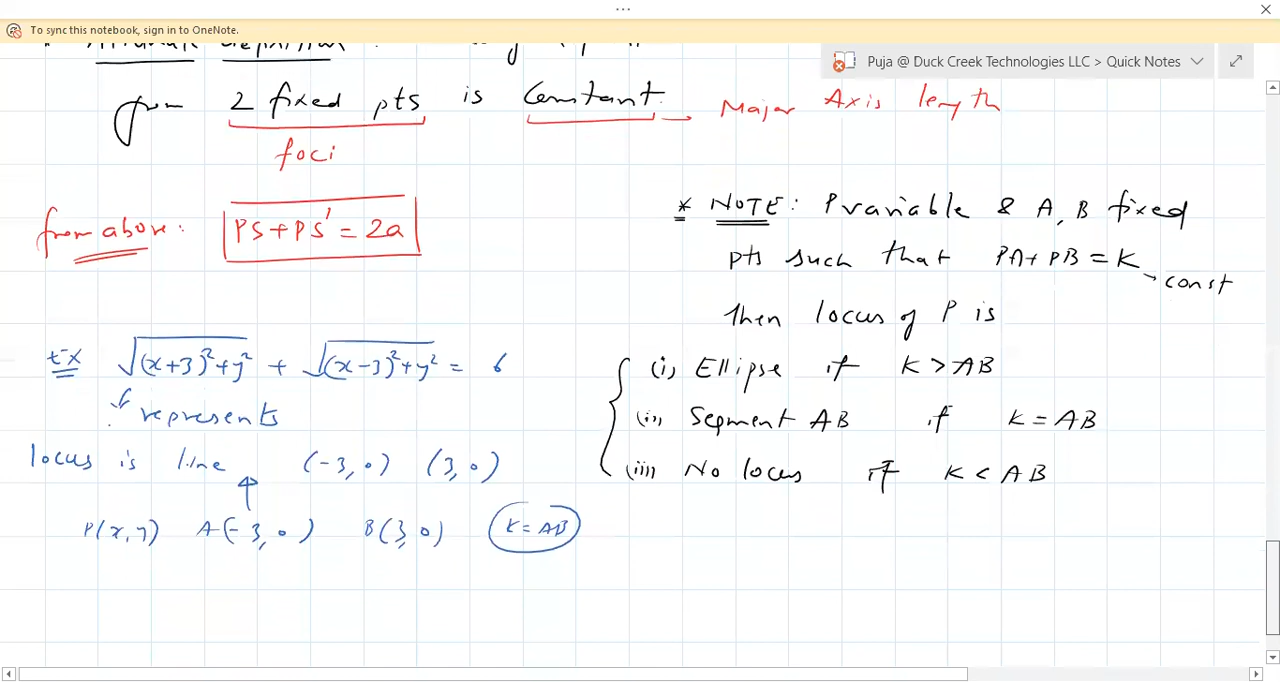 To sync this notebook, sign in to OneNote.
Puja @ Duck Creek Technologies LLC > Quick Notes
from 2 fixed pts is constant. → Major Axis length
foci
from above: PS+PS' = 2a
* NOTE: P variable & A, B fixed
pts such that PA+PB = K → const
then locus of P is
(i) Ellipse if K > AB
(ii) Segment AB if K = AB
(iii) No locus if K < AB
Ex √(x+3)²+y² + √(x-3)²+y² = 6
represents
locus is line (-3, 0) (3, 0)
P(x, y) A(-3, 0) B(3, 0) K = AB